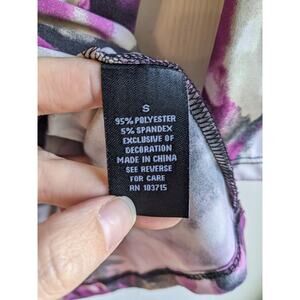 S
95% POLYESTER
5% SPANDEX
EXCLUSIVE OF
DECORATION
MADE IN CHINA
SEE REVERSE
FOR CARE
RN 103715